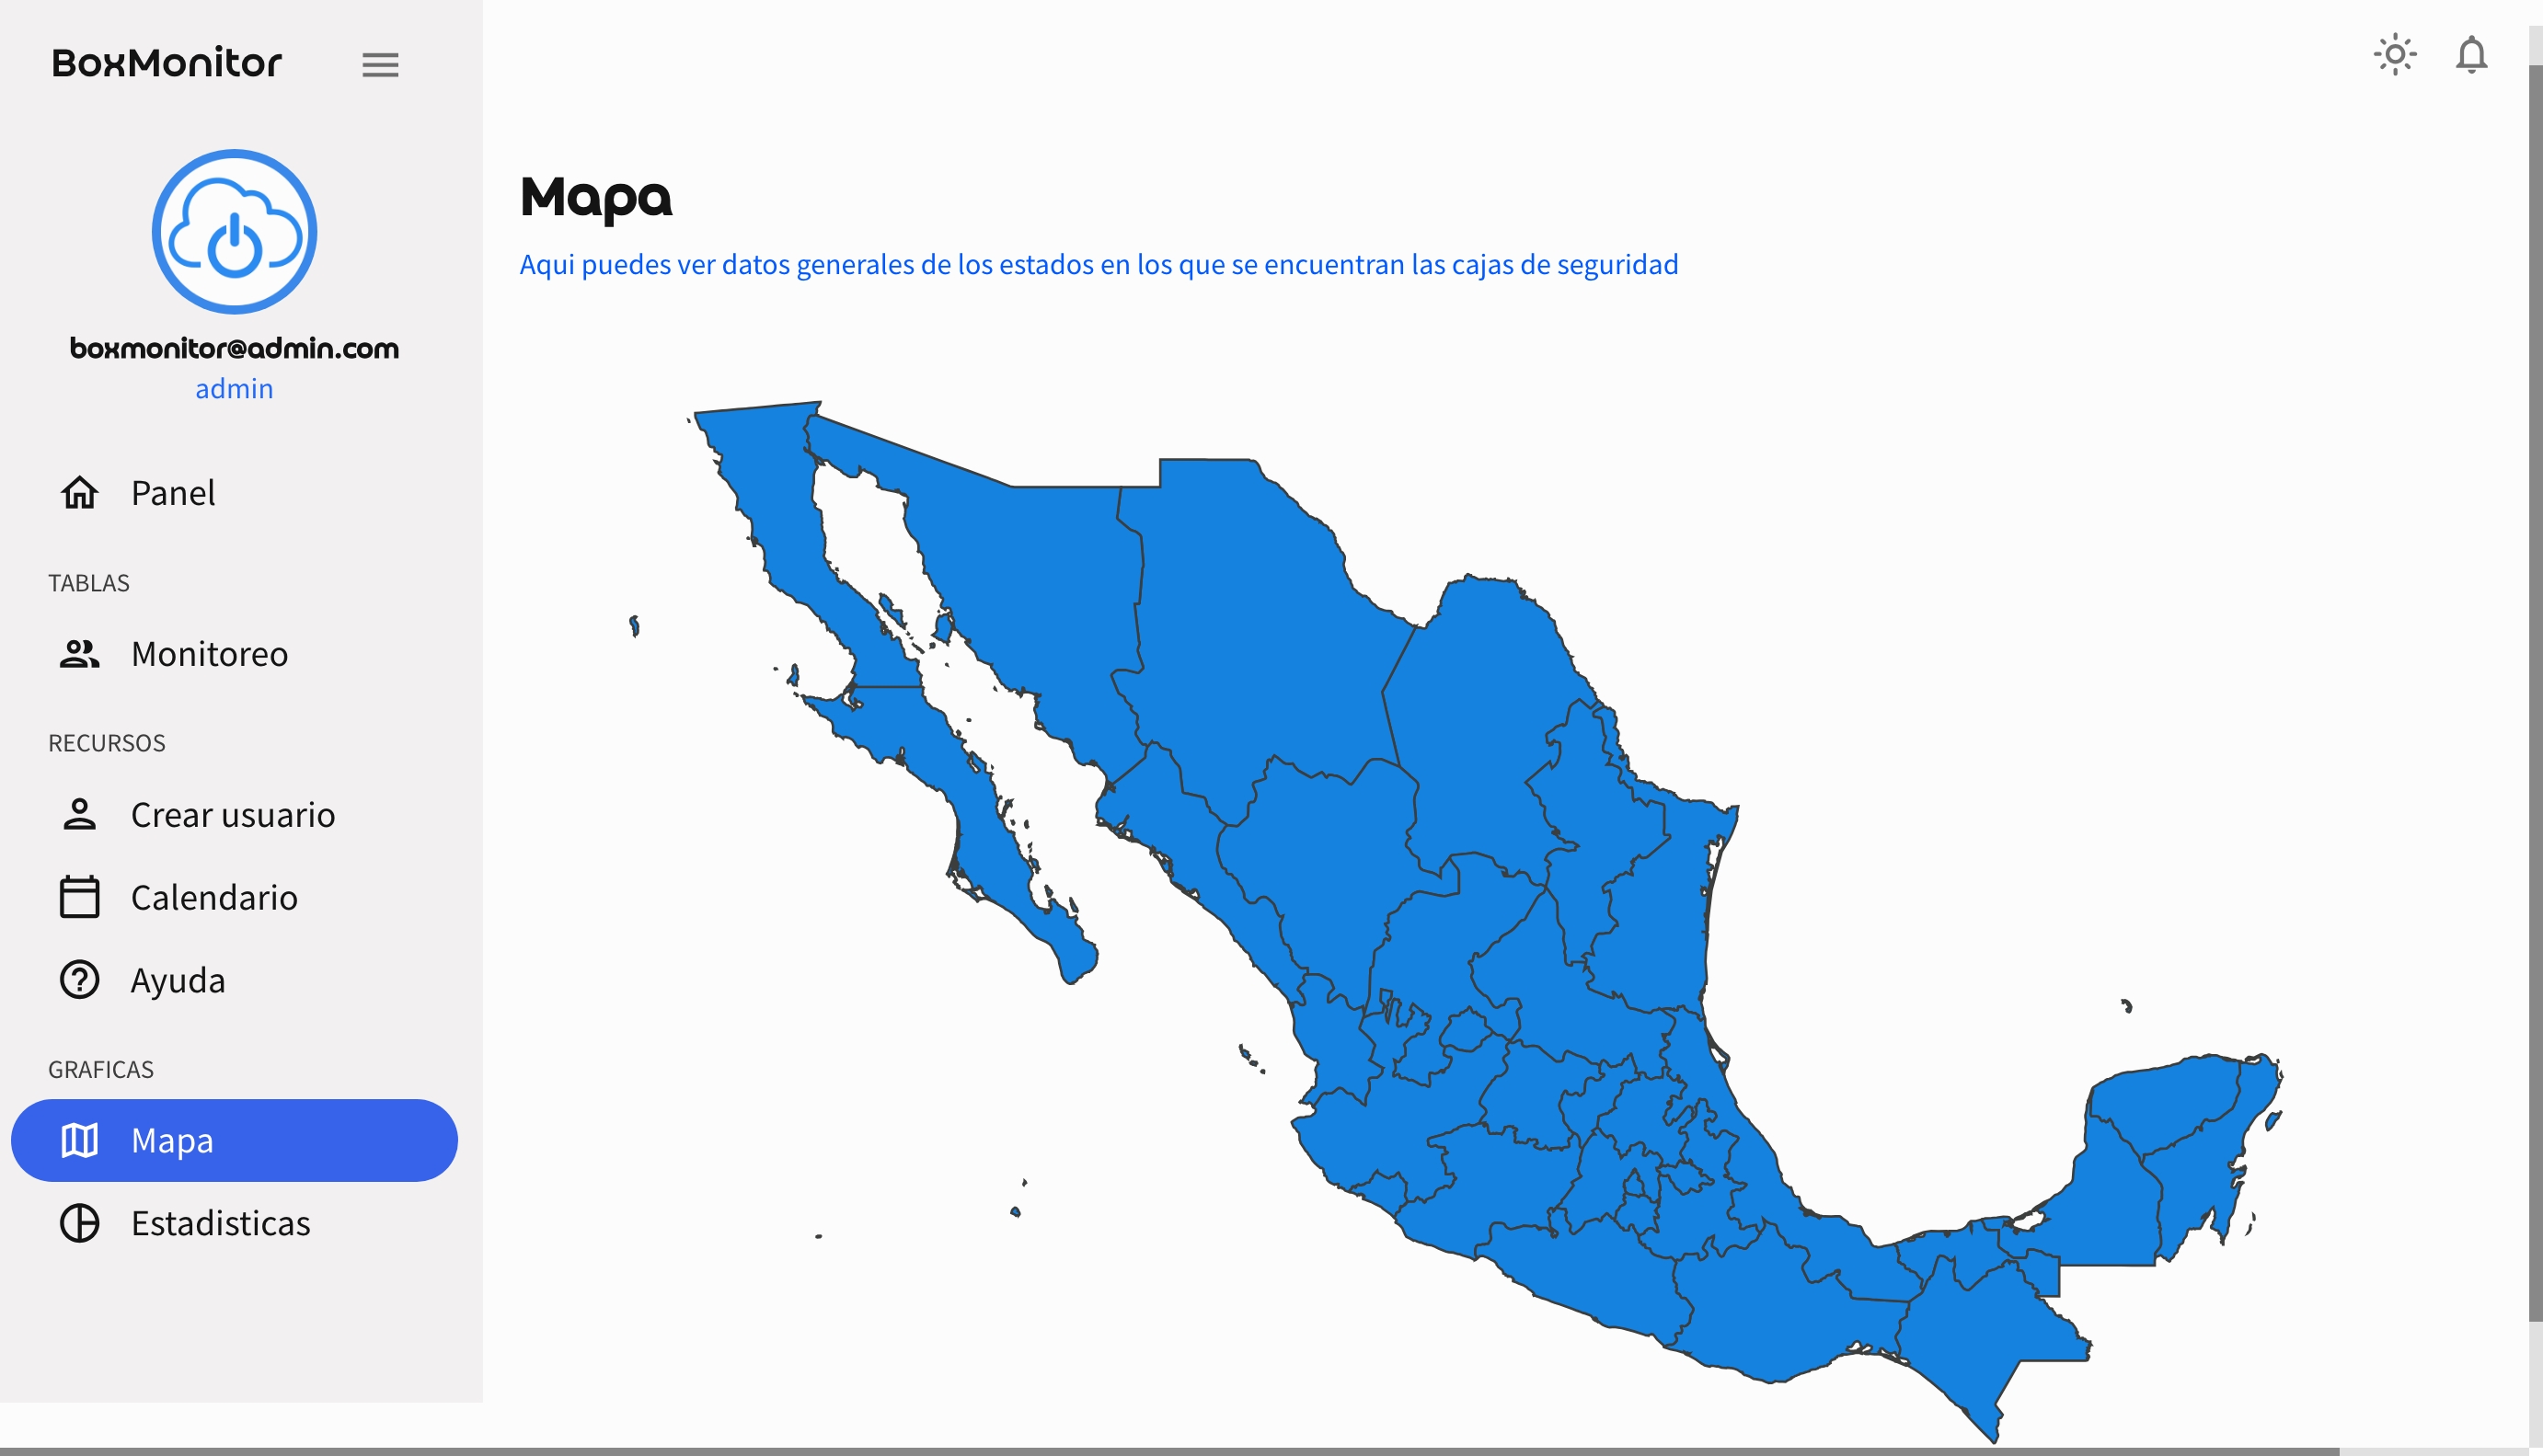 BoxMonitor
boxmonitor@admin.com
admin
Panel
TABLAS
Monitoreo
RECURSOS
Crear usuario
Calendario
Ayuda
GRAFICAS
Mapa
Estadisticas
Mapa
Aqui puedes ver datos generales de los estados en los que se encuentran las cajas de seguridad